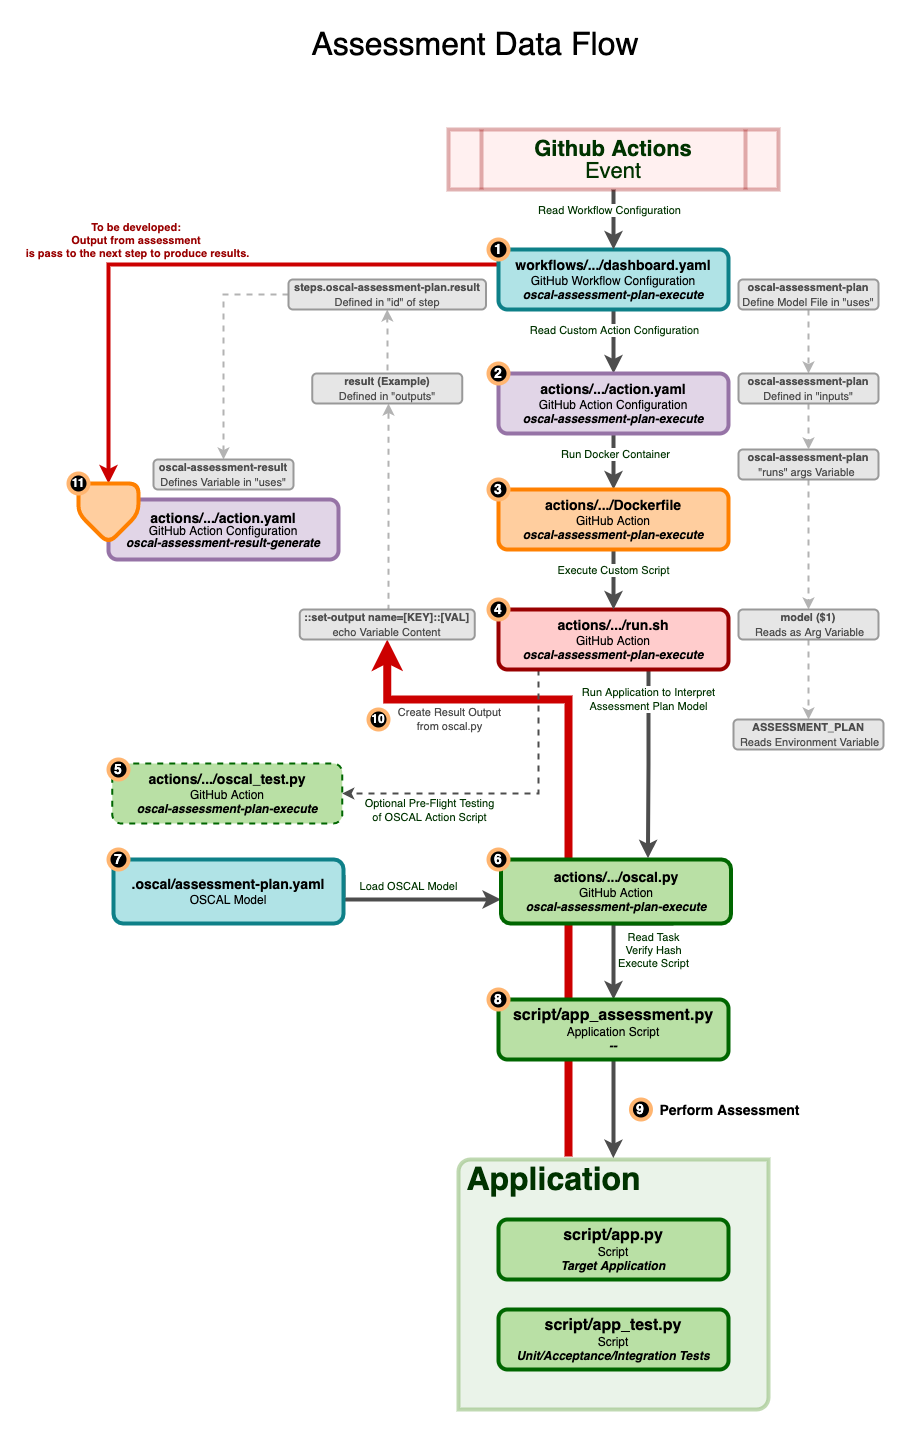 Assessment Data Flow
Github Actions
Event
Read Workflow Configuration
To be developed:
Output from assessment
is pass to the next step to produce results.
1
workflows/.../dashboard.yaml
GitHub Workflow Configuration
oscal-assessment-plan-execute
steps.oscal-assessment-plan.result
Defined in "id" of step
oscal-assessment-plan
Define Model File in "uses"
Read Custom Action Configuration
2
actions/.../action.yaml
GitHub Action Configuration
oscal-assessment-plan-execute
result (Example)
Defined in "outputs"
oscal-assessment-plan
Defined in "inputs"
Run Docker Container
oscal-assessment-result
Defines Variable in "uses"
oscal-assessment-plan
"runs" args Variable
11
actions/.../action.yaml
GitHub Action Configuration
oscal-assessment-result-generate
3
actions/.../Dockerfile
GitHub Action
oscal-assessment-plan-execute
Execute Custom Script
::set-output name=[KEY]::[VAL]
echo Variable Content
4
actions/.../run.sh
GitHub Action
oscal-assessment-plan-execute
model ($1)
Reads as Arg Variable
Run Application to Interpret
Assessment Plan Model
10
Create Result Output
from oscal.py
ASSESSMENT_PLAN
Reads Environment Variable
5
actions/.../oscal_test.py
GitHub Action
oscal-assessment-plan-execute
Optional Pre-Flight Testing
of OSCAL Action Script
7
.oscal/assessment-plan.yaml
OSCAL Model
Load OSCAL Model
6
actions/.../oscal.py
GitHub Action
oscal-assessment-plan-execute
Read Task
Verify Hash
Execute Script
8
script/app_assessment.py
Application Script
--
9
Perform Assessment
Application
script/app.py
Script
Target Application
script/app_test.py
Script
Unit/Acceptance/Integration Tests